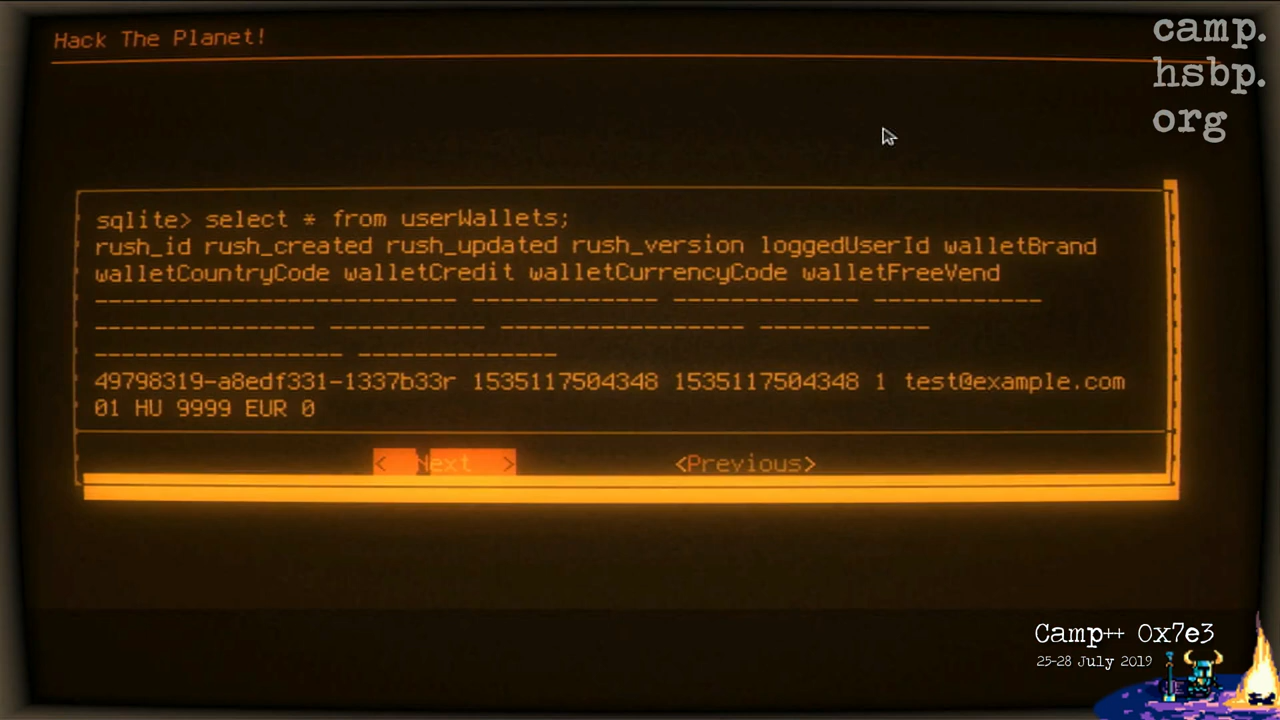 Hack The Planet!
camp.
hsbp.
org
sqlite> select * from userWallets;
rush_id rush_created rush_updated rush_version loggedUserId walletBrand
walletCountryCode walletCredit walletCurrencyCode walletFreeVend
-------------------------- ------------- ------------- ------------
---------------- ----------- ----------------- ------------
------------------ --------------
49798319-a8edf331-1337b33r 1535117504348 1535117504348 1 test@example.com
01 HU 9999 EUR 0
< Next > <Previous>
Camp++ 0x7e3
25-28 July 2019